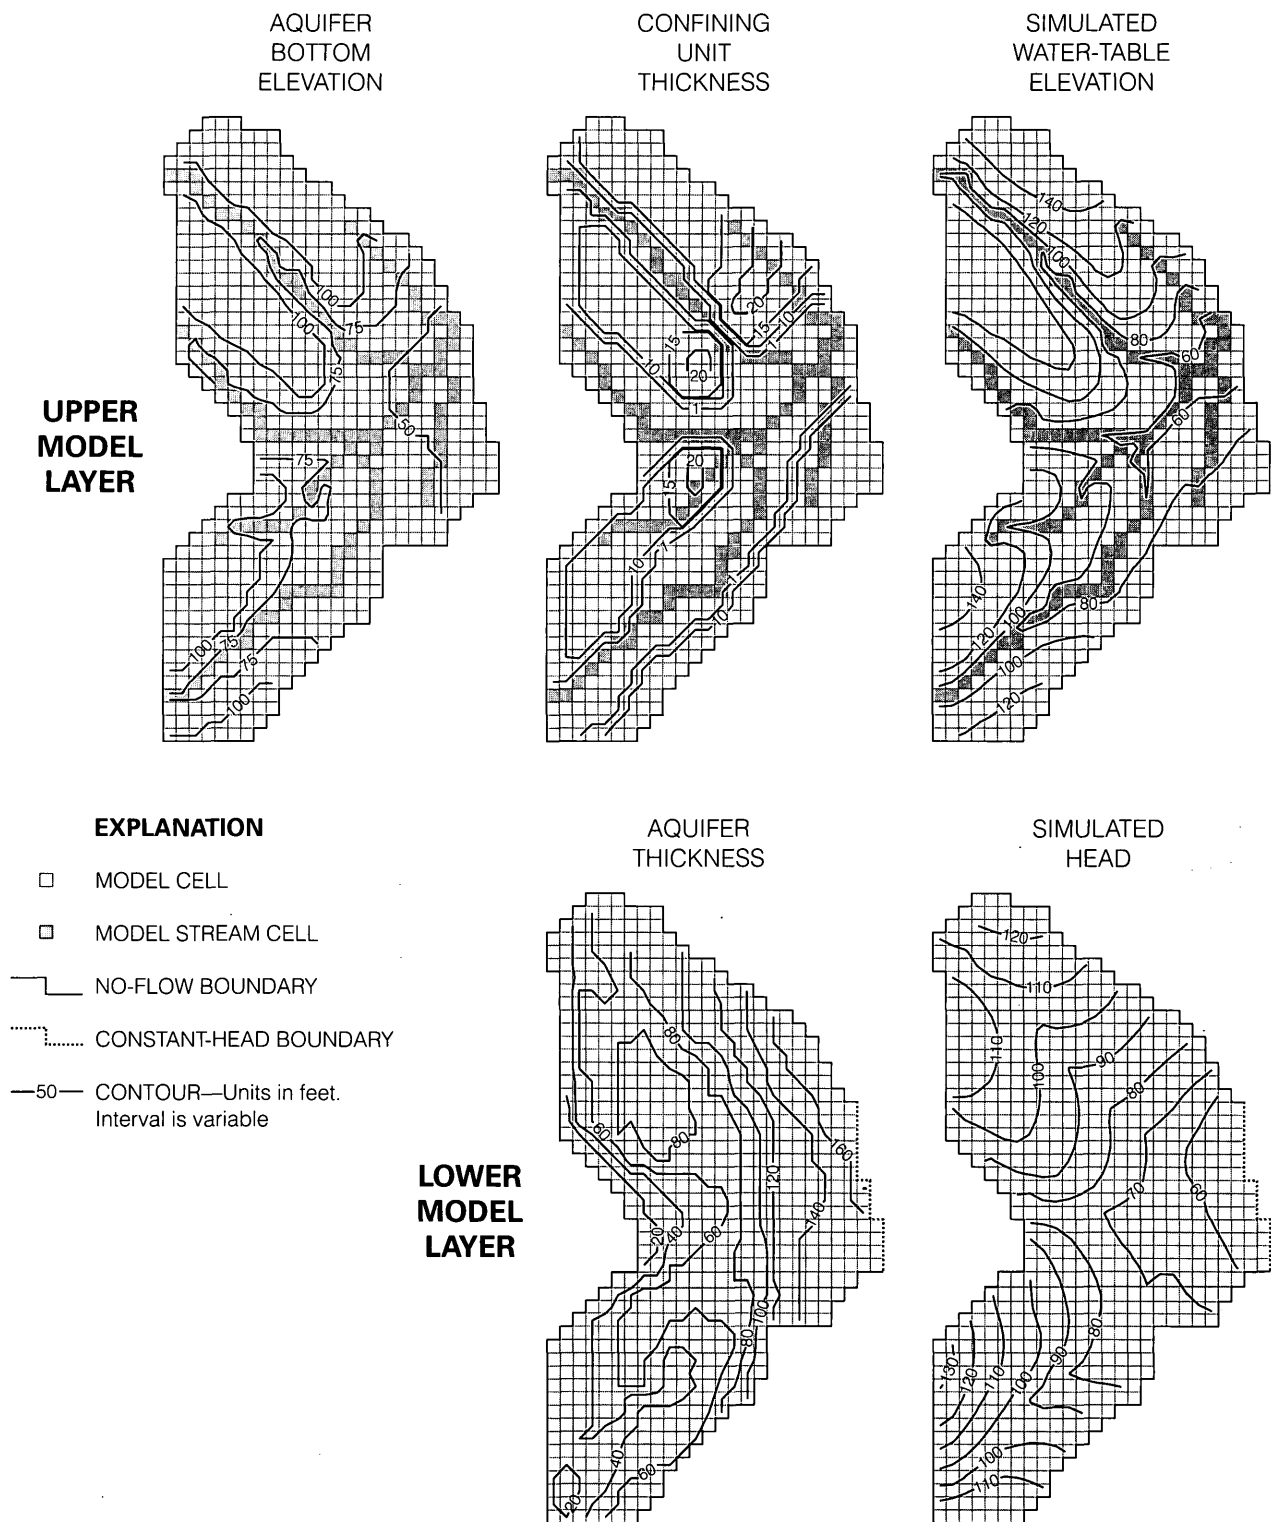 AQUIFER
BOTTOM
ELEVATION
CONFINING
UNIT
THICKNESS
SIMULATED
WATER-TABLE
ELEVATION
UPPER
MODEL
LAYER
100
75
100
75
50
75
100
75
75
100
20
15
10
1
15
10
20
1
20
15
1
10
1
10
140
120
100
80
60
60
140
120
100
80
100
120
EXPLANATION
MODEL CELL
MODEL STREAM CELL
NO-FLOW BOUNDARY
CONSTANT-HEAD BOUNDARY
50 CONTOUR—Units in feet.
Interval is variable
AQUIFER
THICKNESS
SIMULATED
HEAD
LOWER
MODEL
LAYER
80
60
80
160
120
140
20
40
60
100
80
40
60
20
120
110
110
100
90
80
70
60
80
90
100
110
120
130
100
110